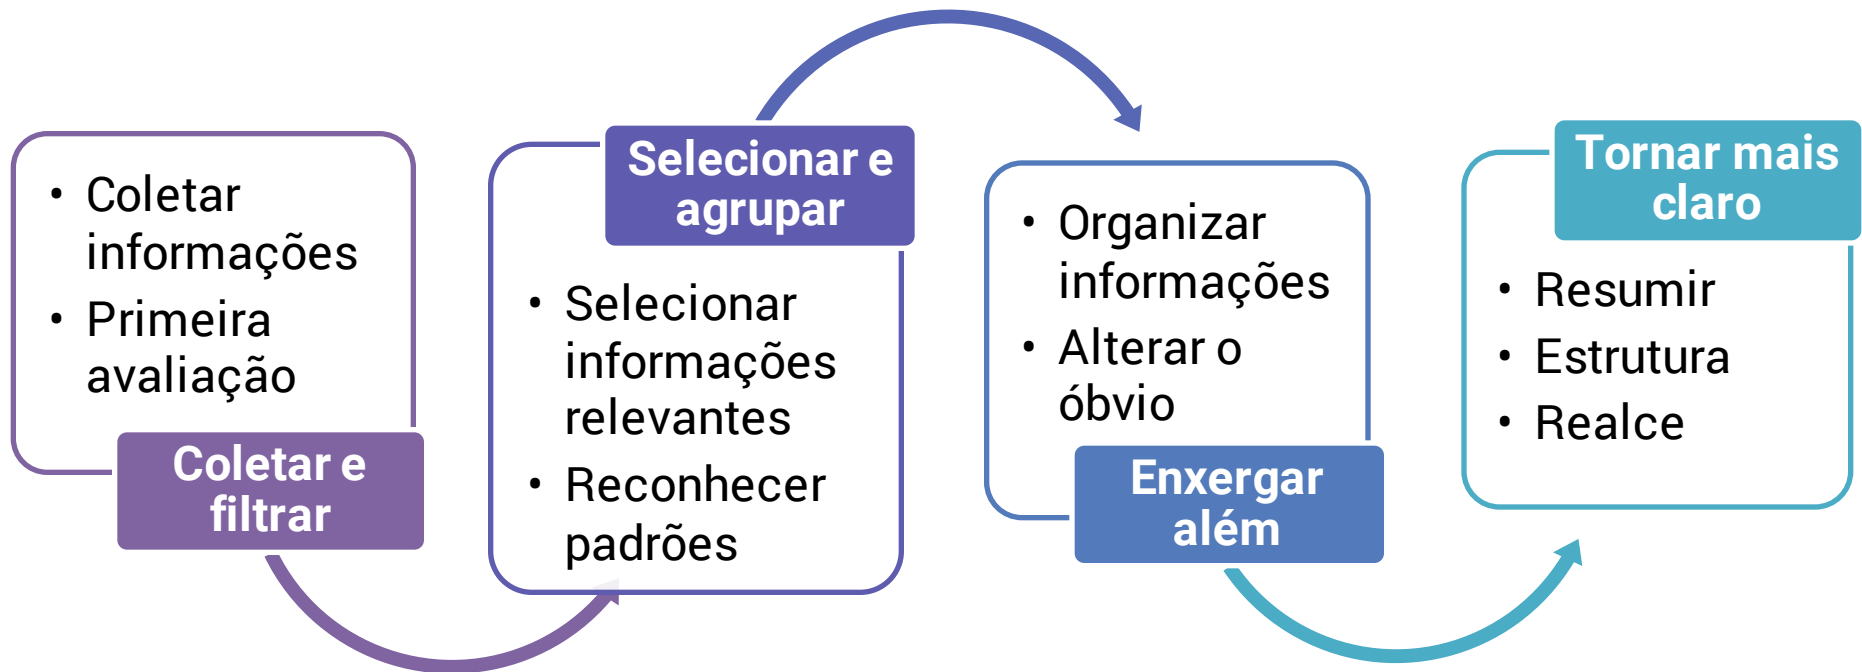 • Coletar
informações
• Primeira
avaliação
Coletar e
filtrar
Selecionar e
agrupar
• Selecionar
informações
relevantes
• Reconhecer
padrões
• Organizar
informações
• Alterar o
óbvio
Enxergar
além
Tornar mais
claro
• Resumir
• Estrutura
• Realce